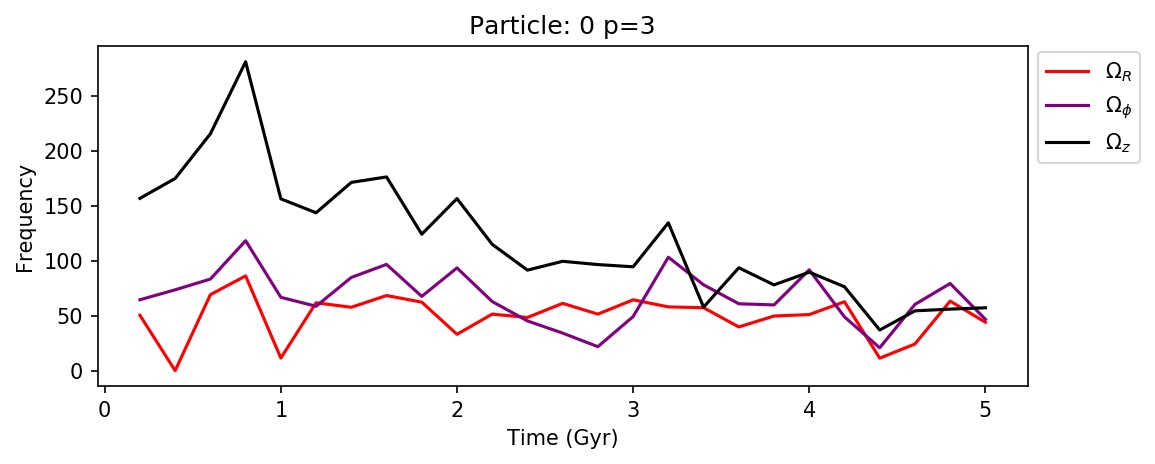 Particle: 0 p=3
Frequency
250
200
150
100
50
0
0 1 2 3 4 5
Time (Gyr)
Ω_R
Ω_ϕ
Ω_z